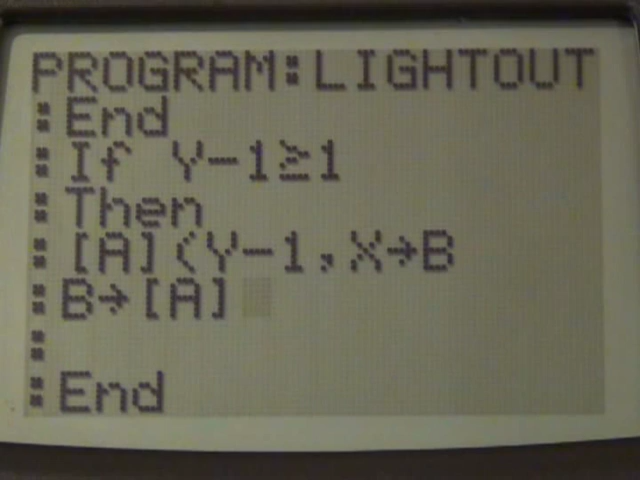 PROGRAM:LIGHTOUT
:End
:If Y-1≥1
:Then
:[A](Y-1,X→B
:B→[A]
:
:End